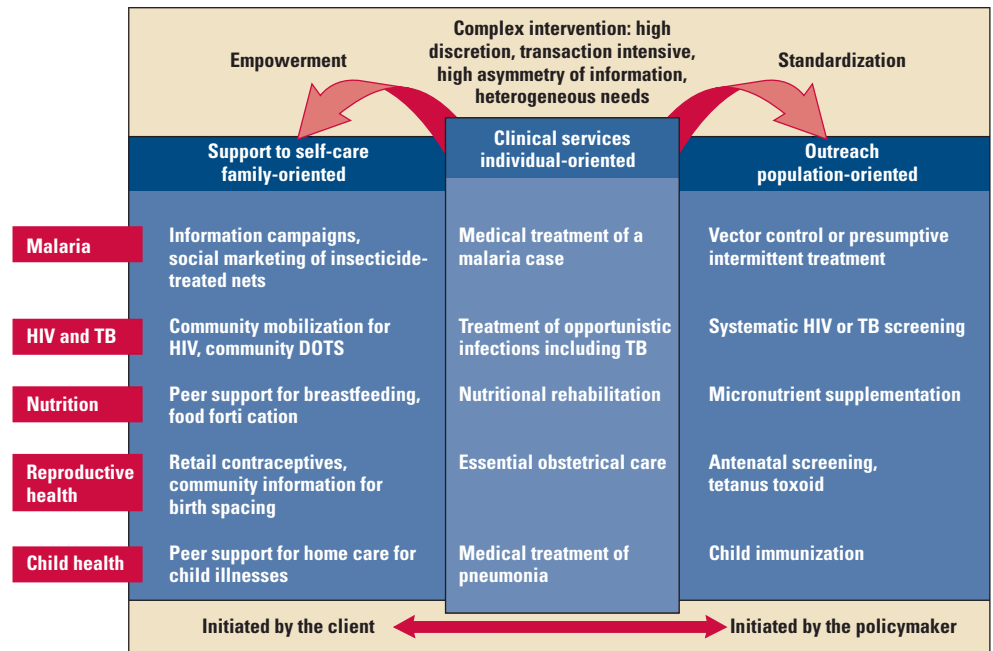 Empowerment
Complex intervention: high
discretion, transaction intensive,
high asymmetry of information,
heterogeneous needs
Standardization
Support to self-care
family-oriented
Clinical services
individual-oriented
Outreach
population-oriented
Malaria
Information campaigns,
social marketing of insecticide-
treated nets
Medical treatment of a
malaria case
Vector control or presumptive
intermittent treatment
HIV and TB
Community mobilization for
HIV, community DOTS
Treatment of opportunistic
infections including TB
Systematic HIV or TB screening
Nutrition
Peer support for breastfeeding,
food forti cation
Nutritional rehabilitation
Micronutrient supplementation
Reproductive
health
Retail contraceptives,
community information for
birth spacing
Essential obstetrical care
Antenatal screening,
tetanus toxoid
Child health
Peer support for home care for
child illnesses
Medical treatment of
pneumonia
Child immunization
Initiated by the client
Initiated by the policymaker